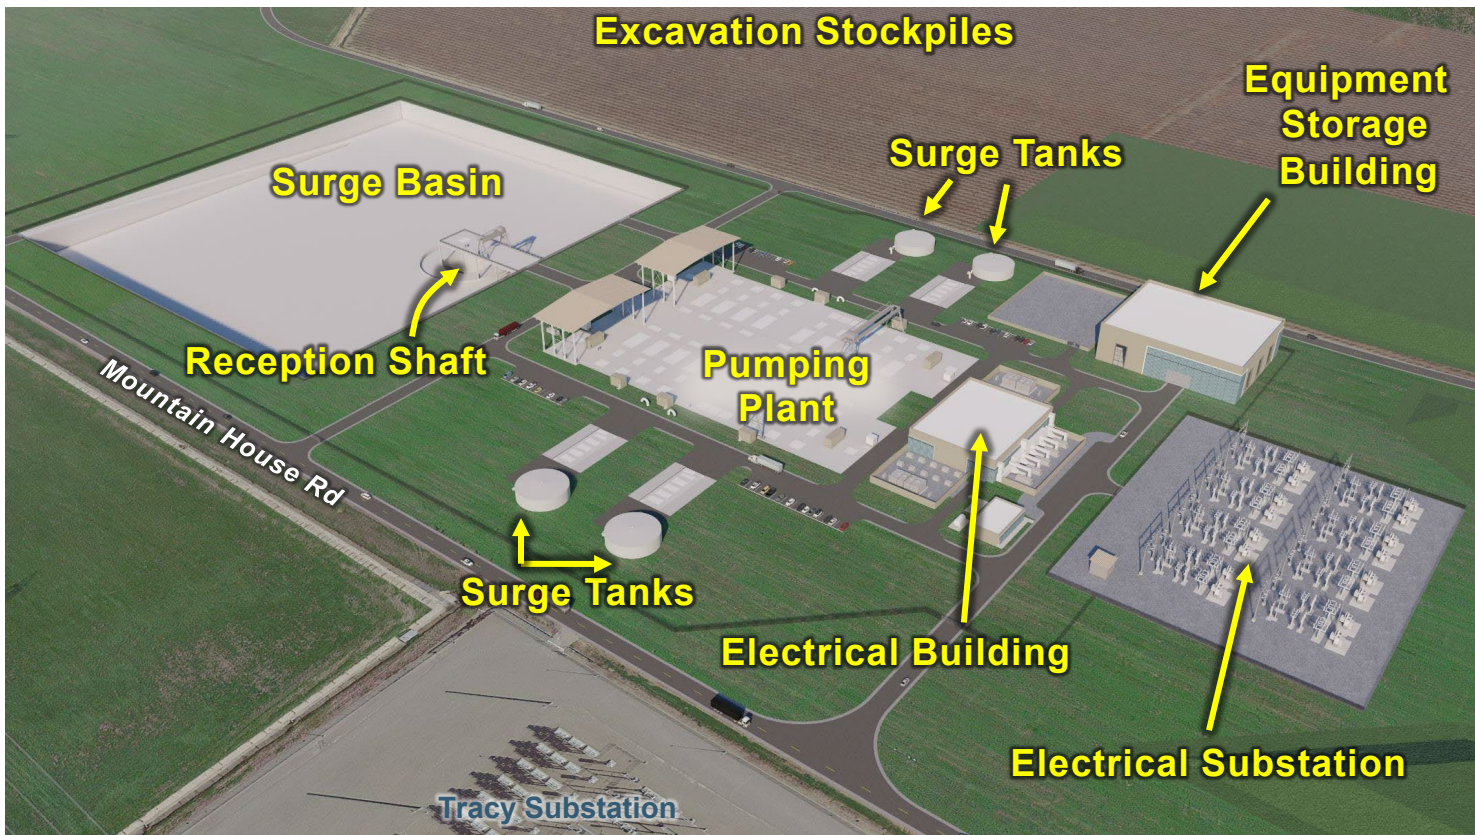 Excavation Stockpiles
Equipment
Storage
Building
Surge Tanks
Surge Basin
Reception Shaft
Pumping
Plant
Mountain House Rd
Surge Tanks
Electrical Building
Electrical Substation
Tracy Substation